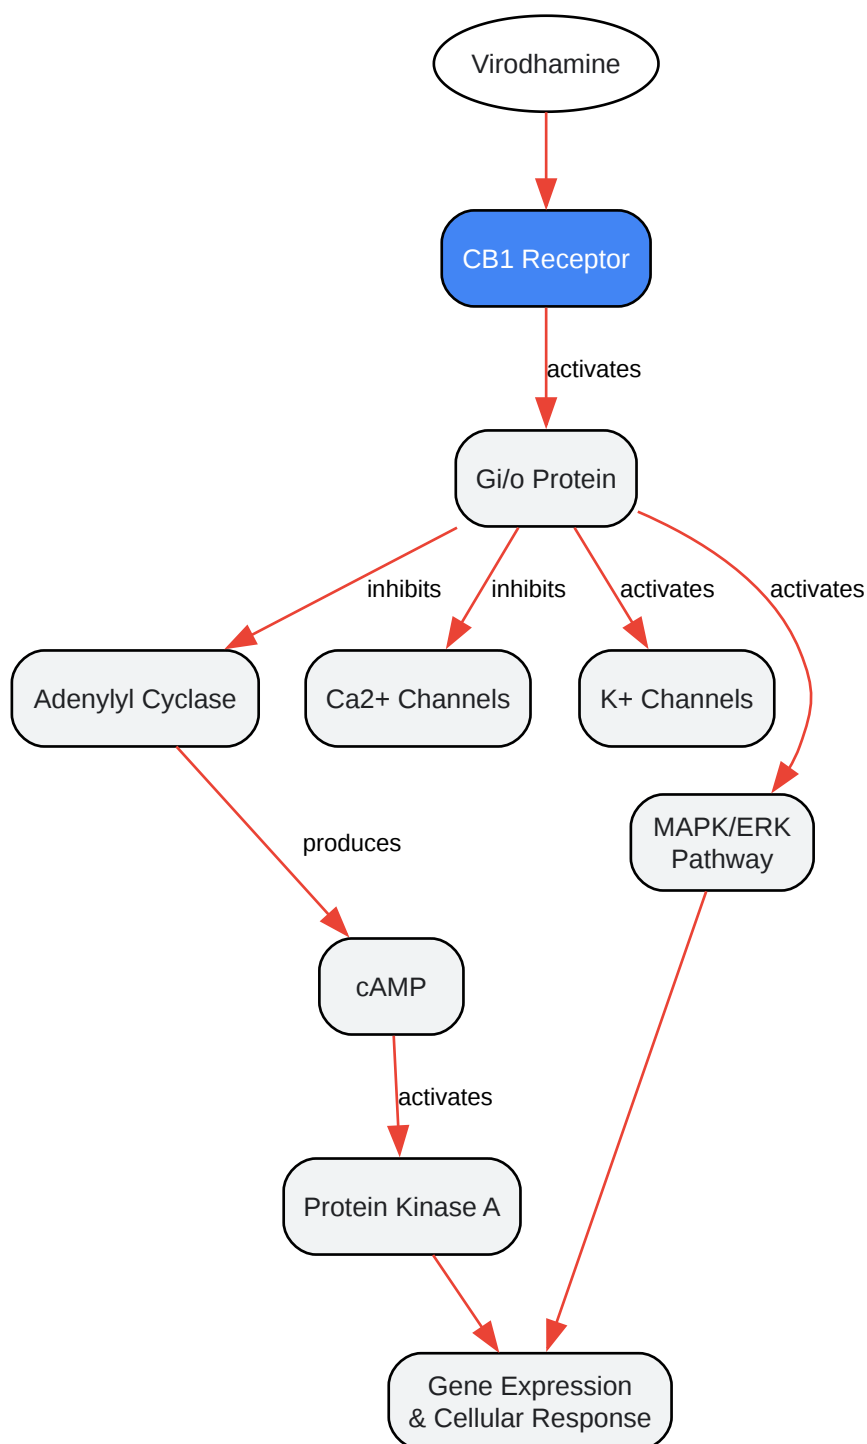 Virodhamine
CB1 Receptor
activates
Gi/o Protein
inhibits
inhibits
activates
activates
Adenylyl Cyclase
Ca2+ Channels
K+ Channels
MAPK/ERK
Pathway
produces
cAMP
activates
Protein Kinase A
Gene Expression
& Cellular Response